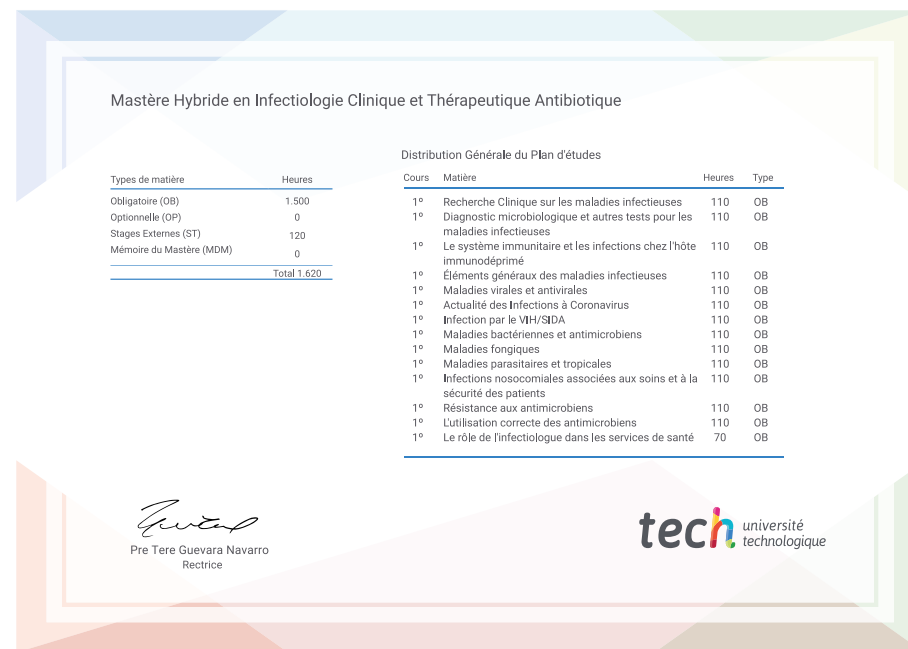 Mastère Hybride en Infectiologie Clinique et Thérapeutique Antibiotique
Types de matière Heures
Obligatoire (OB) 1.500
Optionnelle (OP) 0
Stages Externes (ST) 120
Mémoire du Mastère (MDM) 0
Total 1.620
Distribution Générale du Plan d'études
Cours Matière Heures Type
1º Recherche Clinique sur les maladies infectieuses 110 OB
1º Diagnostic microbiologique et autres tests pour les 110 OB
maladies infectieuses
1º Le système immunitaire et les infections chez l'hôte 110 OB
immunodéprimé
1º Éléments généraux des maladies infectieuses 110 OB
1º Maladies virales et antivirales 110 OB
1º Actualité des Infections à Coronavirus 110 OB
1º Infection par le VIH/SIDA 110 OB
1º Maladies bactériennes et antimicrobiens 110 OB
1º Maladies fongiques 110 OB
1º Maladies parasitaires et tropicales 110 OB
1º Infections nosocomiales associées aux soins et à la 110 OB
sécurité des patients
1º Résistance aux antimicrobiens 110 OB
1º L'utilisation correcte des antimicrobiens 110 OB
1º Le rôle de l'infectiologue dans les services de santé 70 OB
Pre Tere Guevara Navarro
Rectrice
tech université
technologique